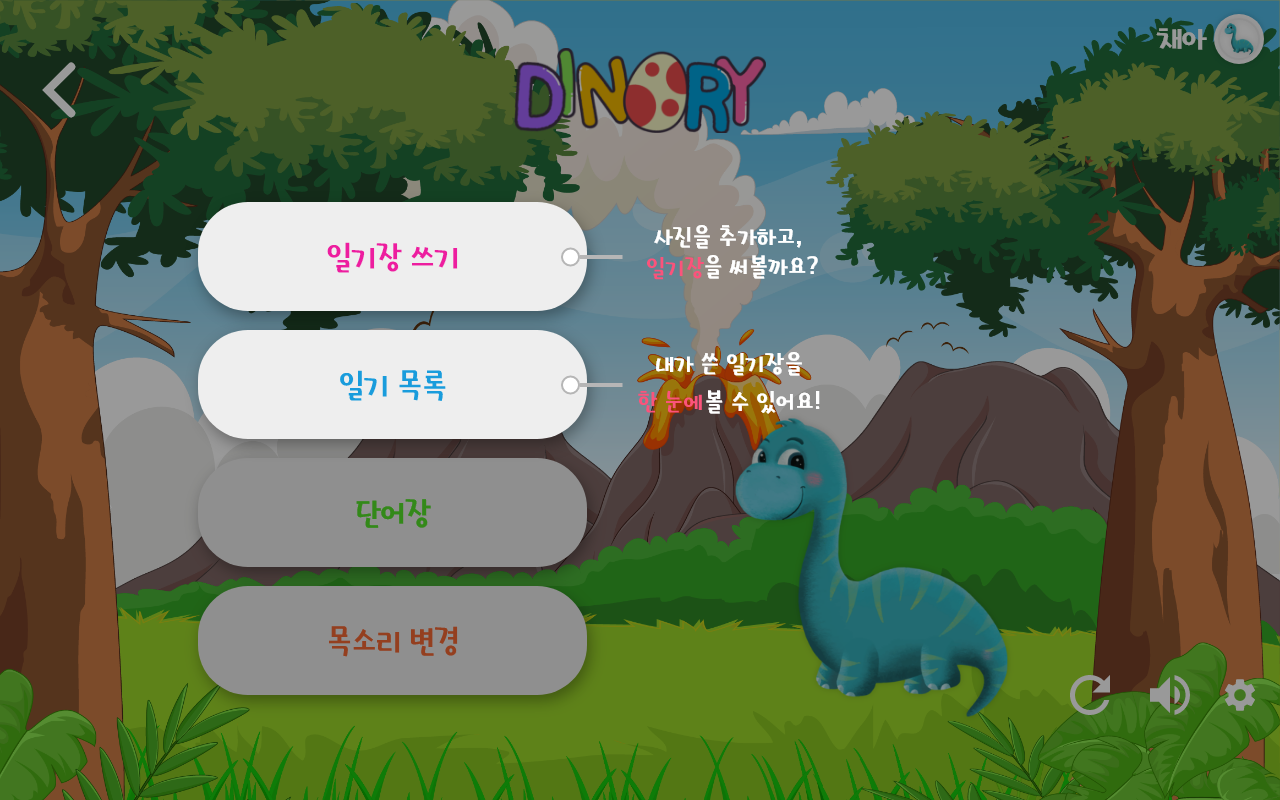 채아
DINORY
일기장 쓰기
사진을 추가하고,
일기장을 써볼까요?
일기 목록
내가 쓴 일기장을
한 눈에볼 수 있어요!
단어장
목소리 변경